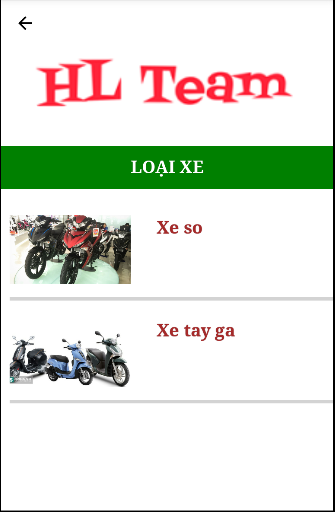 HL Team
LOẠI XE
Xe so
Xe tay ga